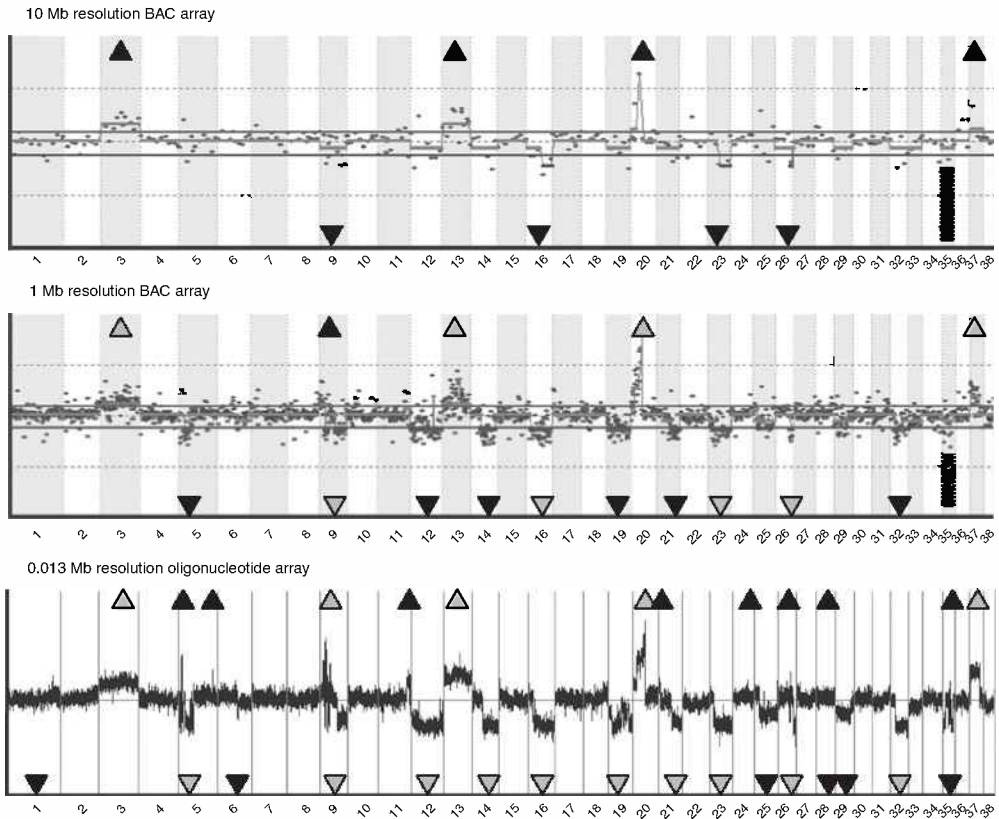 10 Mb resolution BAC array
1 2 3 4 5 6 7 8 9 10 11 12 13 14 15 16 17 18 19 20 21 22 23 24 25 26 27 28 29 30 31 32 33 34 35 36 37 38
1 Mb resolution BAC array
1 2 3 4 5 6 7 8 9 10 11 12 13 14 15 16 17 18 19 20 21 22 23 24 25 26 27 28 29 30 31 32 33 34 35 36 37 38
0.013 Mb resolution oligonucleotide array
1 2 3 4 5 6 7 8 9 10 11 12 13 14 15 16 17 18 19 20 21 22 23 24 25 26 27 28 29 30 31 32 33 34 35 36 37 38